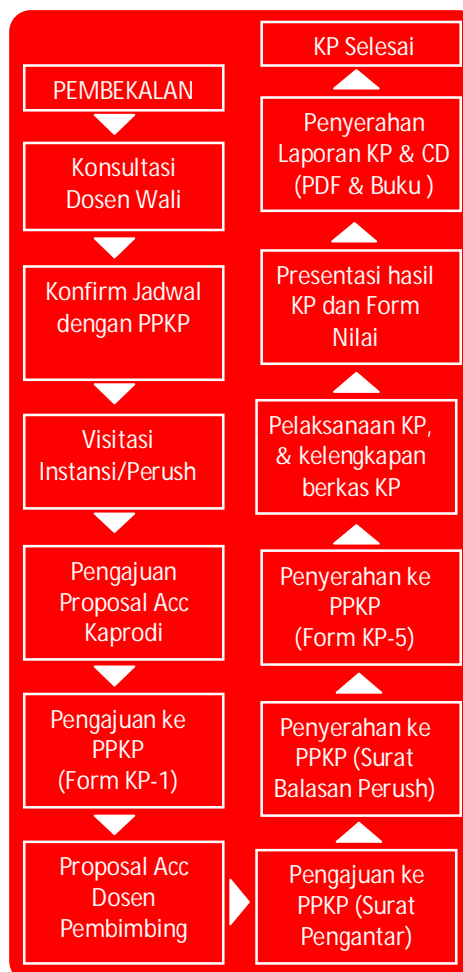 PEMBEKALAN
Konsultasi
Dosen Wali
Konfirm Jadwal
dengan PPKP
Visitasi
Instansi/Perush
Pengajuan
Proposal Acc
Kaprodi
Pengajuan ke
PPKP
(Form KP-1)
Proposal Acc
Dosen
Pembimbing
Pengajuan ke
PPKP (Surat
Pengantar)
Penyerahan ke
PPKP (Surat
Balasan Perush)
Penyerahan ke
PPKP
(Form KP-5)
Pelaksanaan KP,
& kelengkapan
berkas KP
Presentasi hasil
KP dan Form
Nilai
Penyerahan
Laporan KP & CD
(PDF & Buku )
KP Selesai